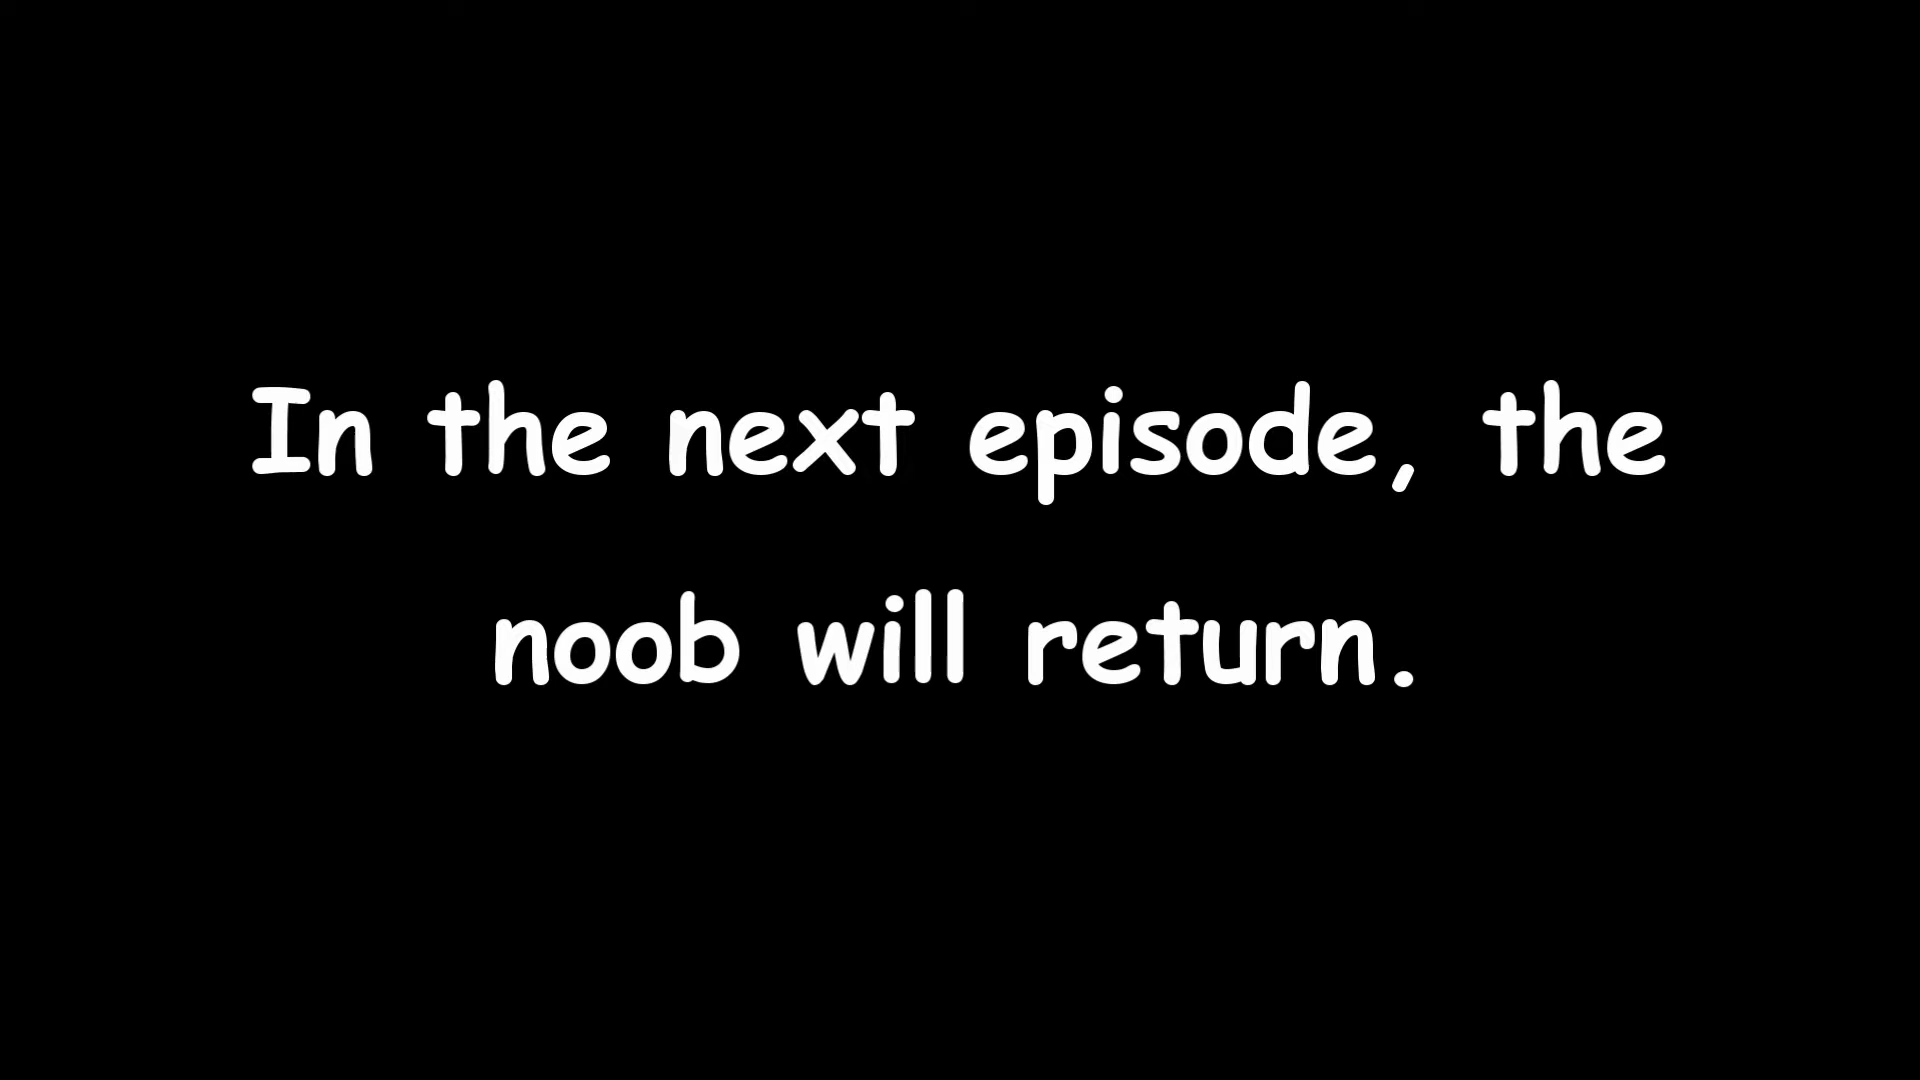 In the next episode, the
noob will return.